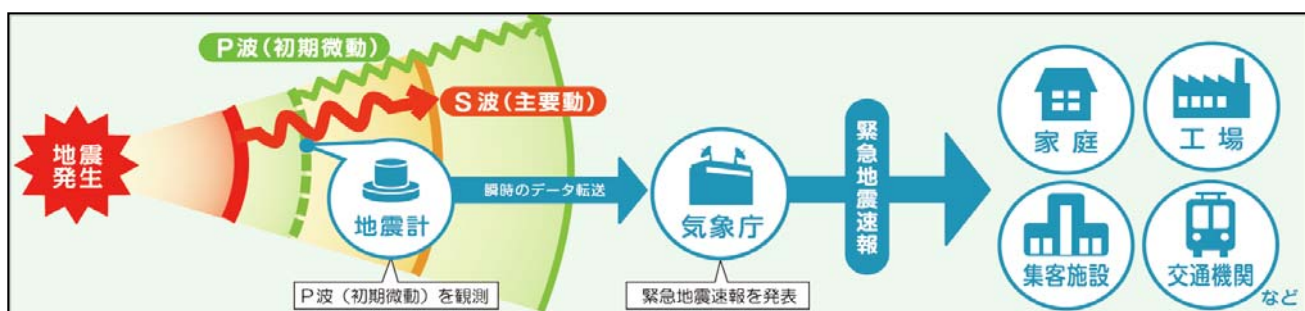 P波(初期微動)
S波(主要動)
地震
発生
地震計
P波(初期微動)を観測
瞬時のデータ転送
気象庁
緊急地震速報を発表
緊急地震速報
家庭
工場
集客施設
交通機関
など